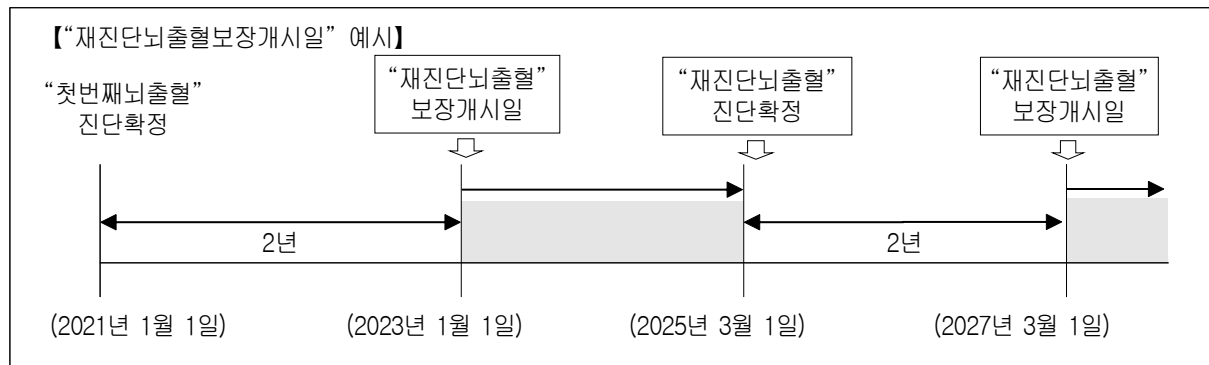 【“재진단뇌출혈보장개시일” 예시】
“첫번째뇌출혈”
진단확정
“재진단뇌출혈”
보장개시일
“재진단뇌출혈”
진단확정
“재진단뇌출혈”
보장개시일
2년
2년
(2021년 1월 1일)
(2023년 1월 1일)
(2025년 3월 1일)
(2027년 3월 1일)